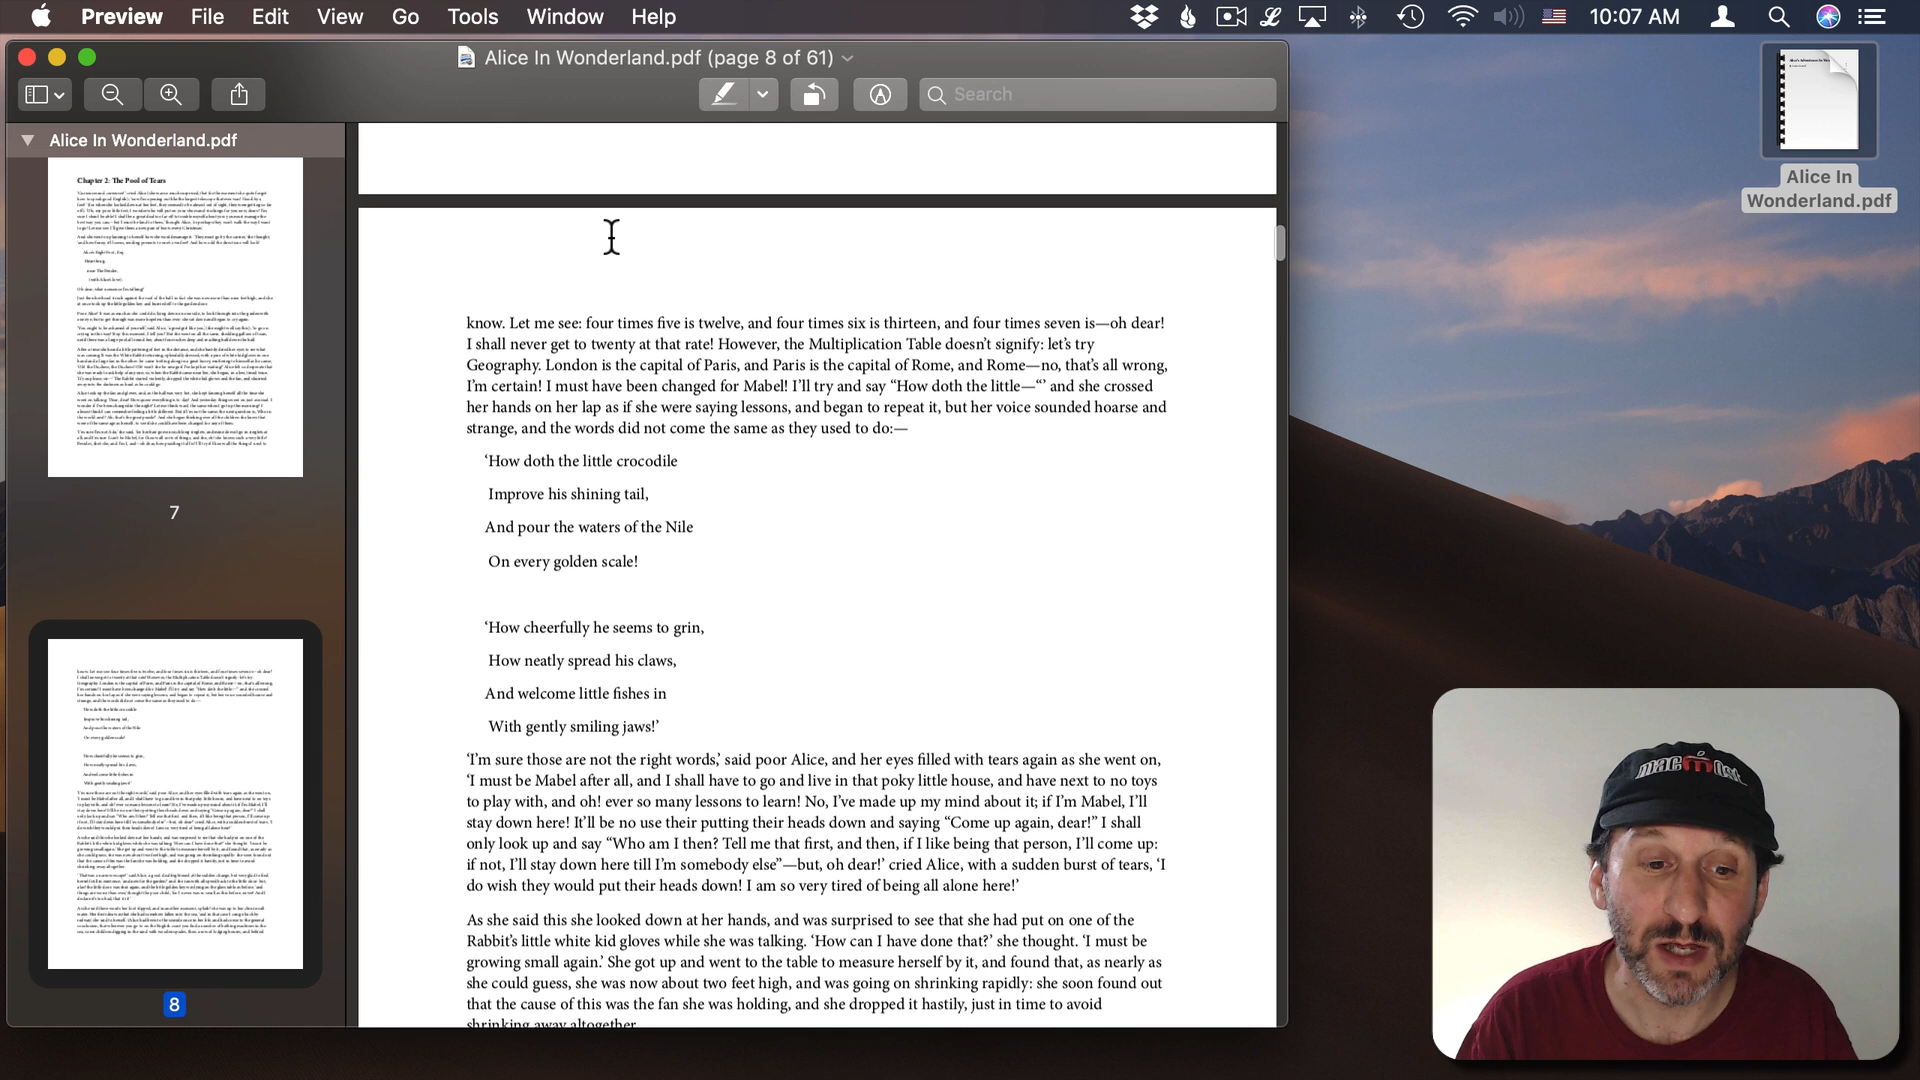 Preview File Edit View Go Tools Window Help
10:07 AM
Alice In Wonderland.pdf (page 8 of 61)
Search
Alice In Wonderland.pdf
Chapter 2: The Pool of Tears
7
8
know. Let me see: four times five is twelve, and four times six is thirteen, and four times seven is—oh dear!
I shall never get to twenty at that rate! However, the Multiplication Table doesn’t signify: let’s try
Geography. London is the capital of Paris, and Paris is the capital of Rome, and Rome—no, that’s all wrong,
I’m certain! I must have been changed for Mabel! I’ll try and say “How doth the little—“’ and she crossed
her hands on her lap as if she were saying lessons, and began to repeat it, but her voice sounded hoarse and
strange, and the words did not come the same as they used to do:—
‘How doth the little crocodile
Improve his shining tail,
And pour the waters of the Nile
On every golden scale!
‘How cheerfully he seems to grin,
How neatly spread his claws,
And welcome little fishes in
With gently smiling jaws!’
‘I’m sure those are not the right words,’ said poor Alice, and her eyes filled with tears again as she went on,
‘I must be Mabel after all, and I shall have to go and live in that poky little house, and have next to no toys
to play with, and oh! ever so many lessons to learn! No, I’ve made up my mind about it; if I’m Mabel, I’ll
stay down here! It’ll be no use their putting their heads down and saying “Come up again, dear!” I shall
only look up and say “Who am I then? Tell me that first, and then, if I like being that person, I’ll come up:
if not, I’ll stay down here till I’m somebody else”—but, oh dear!’ cried Alice, with a sudden burst of tears, ‘I
do wish they would put their heads down! I am so very tired of being all alone here!’
As she said this she looked down at her hands, and was surprised to see that she had put on one of the
Rabbit’s little white kid gloves while she was talking. ‘How can I have done that?’ she thought. ‘I must be
growing small again.’ She got up and went to the table to measure herself by it, and found that, as nearly as
she could guess, she was now about two feet high, and was going on shrinking rapidly: she soon found out
that the cause of this was the fan she was holding, and she dropped it hastily, just in time to avoid
shrinking away altogether.
Alice In
Wonderland.pdf
macmost